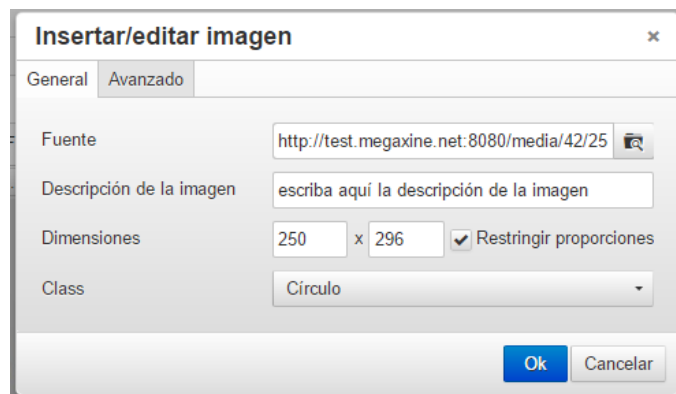 Insertar/editar imagen ×
General Avanzado
Fuente http://test.megaxine.net:8080/media/42/25
Descripción de la imagen escriba aquí la descripción de la imagen
Dimensiones 250 x 296 Restringir proporciones
Class Círculo
Ok Cancelar